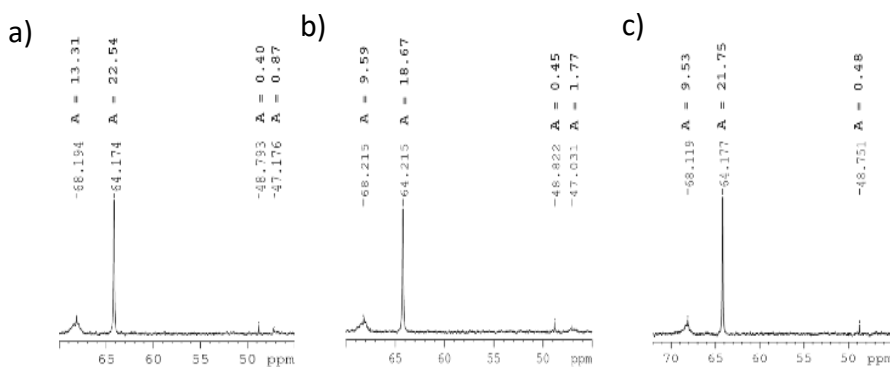 a)
A = 13.31
A = 22.54
A = 0.40
A = 0.87
68.194
64.174
48.793
47.176
65 60 55 50 ppm
b)
A = 9.59
A = 18.67
A = 0.45
A = 1.77
68.215
64.215
48.822
47.031
65 60 55 50 ppm
c)
68.119 A = 9.53
64.177 A = 21.75
48.751 A = 0.48
70 65 60 55 50 ppm